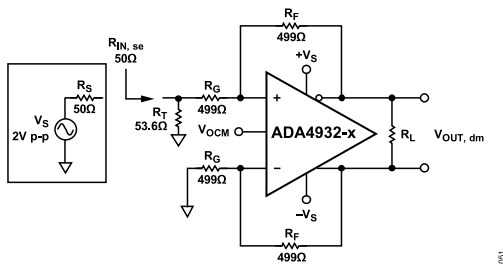 RF
499Ω
RIN, se
50Ω
+VS
RS
50Ω
VS
2V p-p
RG
499Ω
RT
53.6Ω
VOCM
ADA4932-x
RL
VOUT, dm
RG
499Ω
−VS
RF
499Ω
051